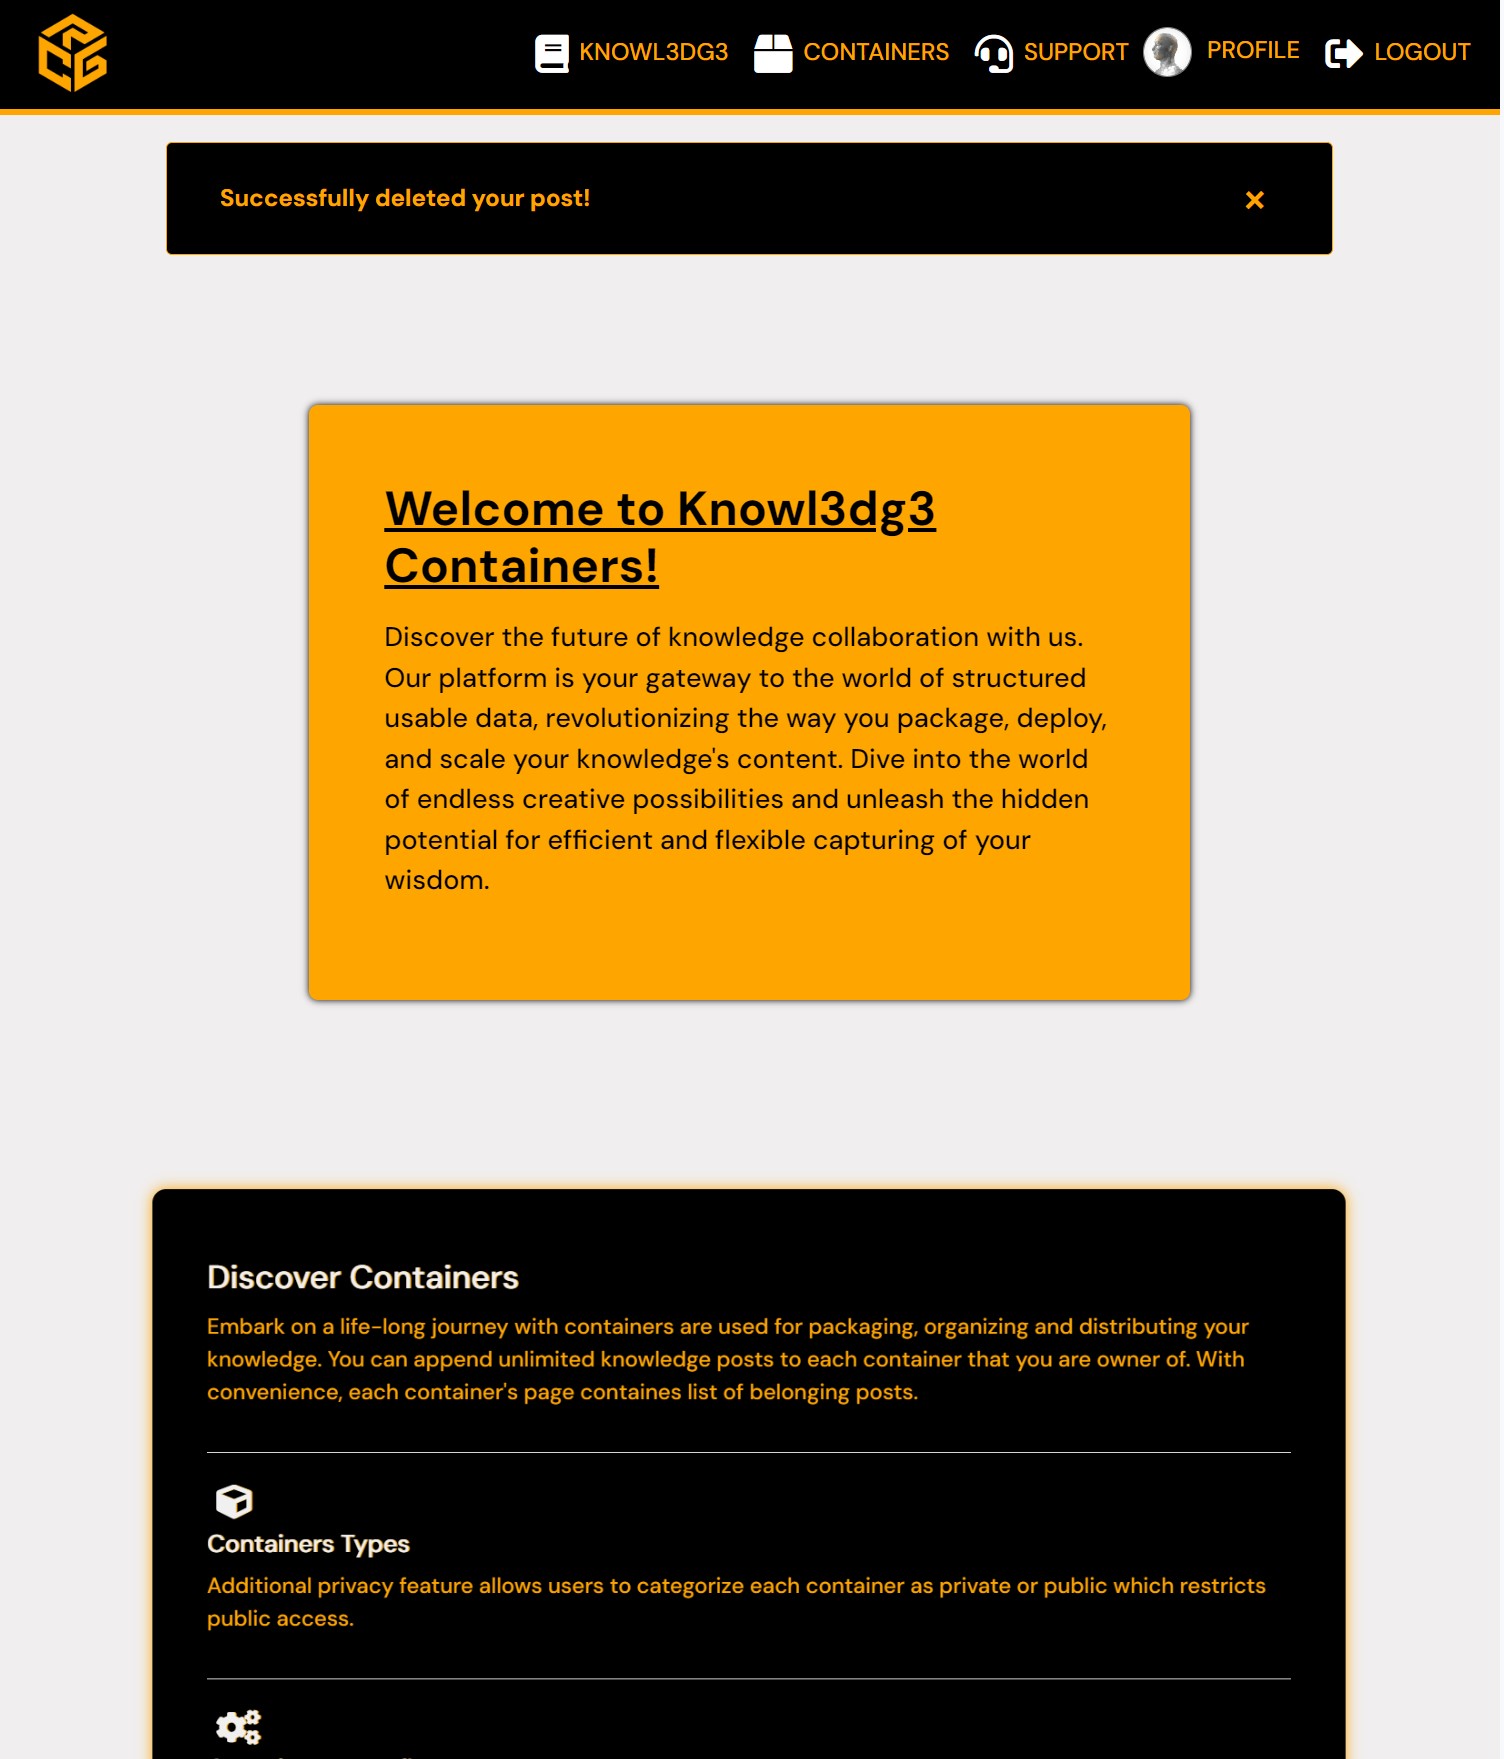 KNOWL3DG3 CONTAINERS SUPPORT PROFILE LOGOUT
Successfully deleted your post!
Welcome to Knowl3dg3
Containers!
Discover the future of knowledge collaboration with us.
Our platform is your gateway to the world of structured
usable data, revolutionizing the way you package, deploy,
and scale your knowledge's content. Dive into the world
of endless creative possibilities and unleash the hidden
potential for efficient and flexible capturing of your
wisdom.
Discover Containers
Embark on a life-long journey with containers are used for packaging, organizing and distributing your
knowledge. You can append unlimited knowledge posts to each container that you are owner of. With
convenience, each container's page containes list of belonging posts.
Containers Types
Additional privacy feature allows users to categorize each container as private or public which restricts
public access.